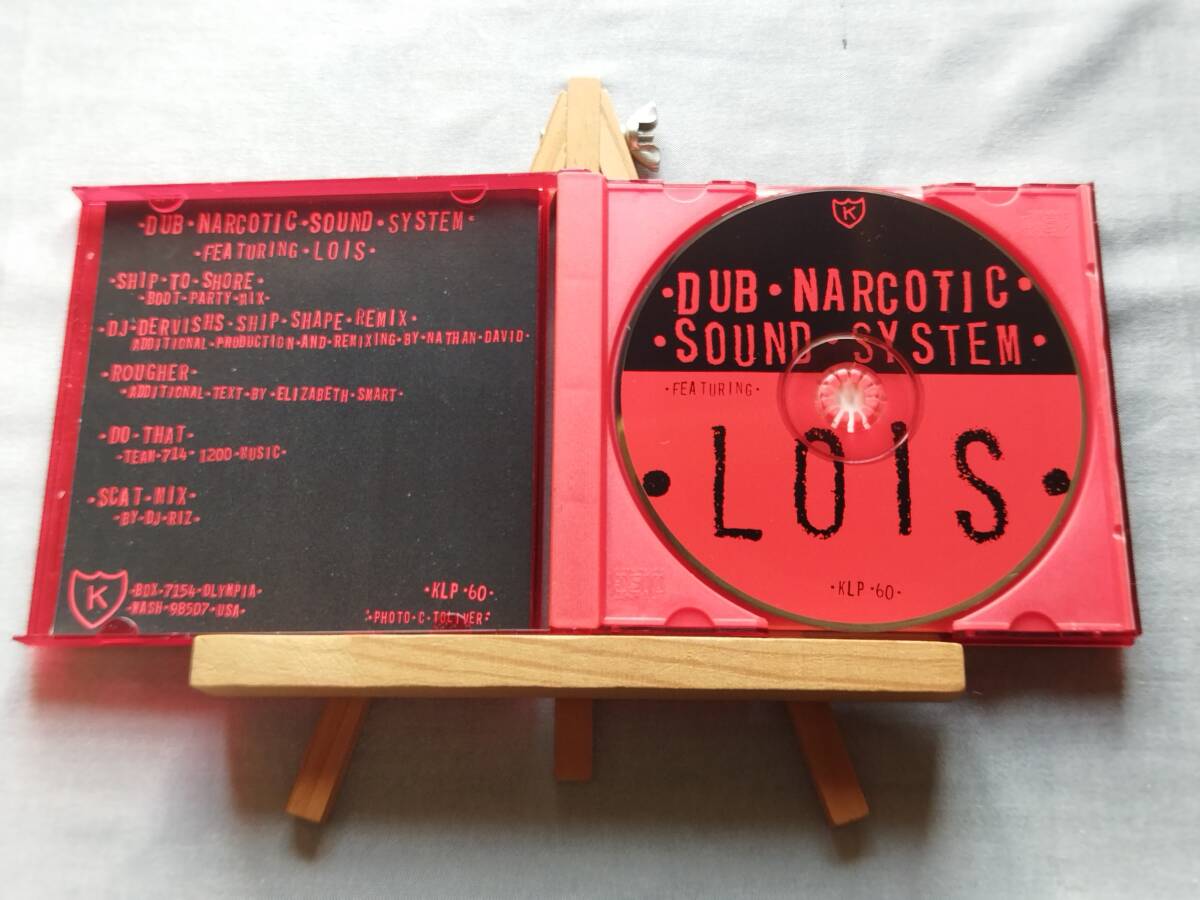 ·DUB·NARCOTIC·SOUND·SYSTEM·
·FEATURING·LOIS·
·SHIP·TO·SHORE·
·BOOT·PARTY·MIX·
·DJ·DERVISHS·SHIP·SHAPE·REMIX·
ADDITIONAL·PRODUCTION·AND·REMIXING·BY·NATHAN·DAVID·
·ROUGHER·
·ADDITIONAL·TEXT·BY·ELIZABETH·SMART·
·DO·THAT·
·TEAM·714·1200·MUSIC·
·SCAT·MIX·
·BY·DJ·RIZ·
K
·BOX·7154·OLYMPIA·
·WASH·98507·USA·
·KLP·60·
·PHOTO·C·TOLIVER·
K
·DUB·NARCOTIC·
·SOUND·SYSTEM·
·FEATURING·
·LOIS·
·KLP·60·